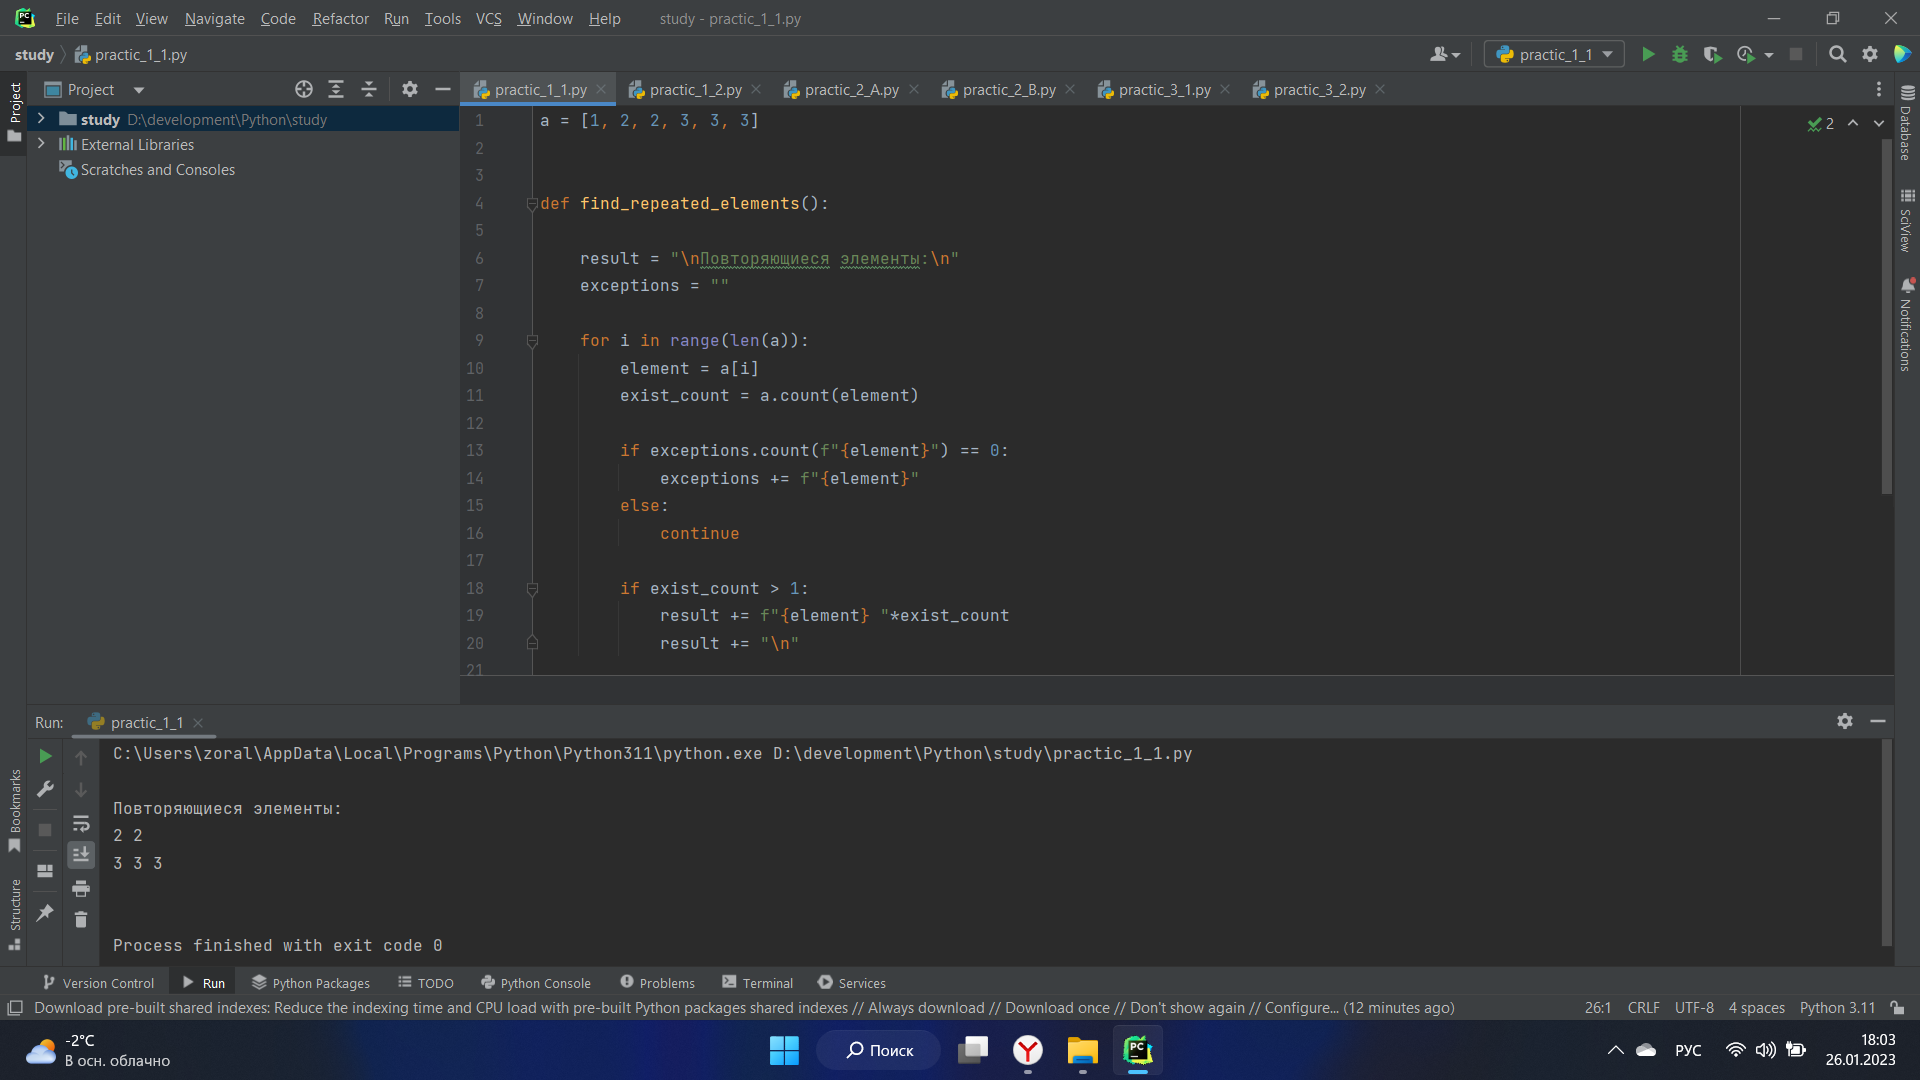 File Edit View Navigate Code Refactor Run Tools VCS Window Help study - practic_1_1.py
study practic_1_1.py practic_1_1
Project
practic_1_1.py practic_1_2.py practic_2_A.py practic_2_B.py practic_3_1.py practic_3_2.py
Project
study D:\development\Python\study
External Libraries
Scratches and Consoles
1 a = [1, 2, 2, 3, 3, 3]
2
3
4 def find_repeated_elements():
5
6 result = "\nПовторяющиеся элементы:\n"
7 exceptions = ""
8
9 for i in range(len(a)):
10 element = a[i]
11 exist_count = a.count(element)
12
13 if exceptions.count(f"{element}") == 0:
14 exceptions += f"{element}"
15 else:
16 continue
17
18 if exist_count > 1:
19 result += f"{element} "*exist_count
20 result += "\n"
21
2
Database
SciView
Notifications
Run: practic_1_1
C:\Users\zoral\AppData\Local\Programs\Python\Python311\python.exe D:\development\Python\study\practic_1_1.py
Повторяющиеся элементы:
2 2
3 3 3
Process finished with exit code 0
Bookmarks
Structure
Version Control Run Python Packages TODO Python Console Problems Terminal Services
Download pre-built shared indexes: Reduce the indexing time and CPU load with pre-built Python packages shared indexes // Always download // Download once // Don't show again // Configure... (12 minutes ago) 26:1 CRLF UTF-8 4 spaces Python 3.11
-2°C
В осн. облачно
Поиск
РУС
18:03
26.01.2023